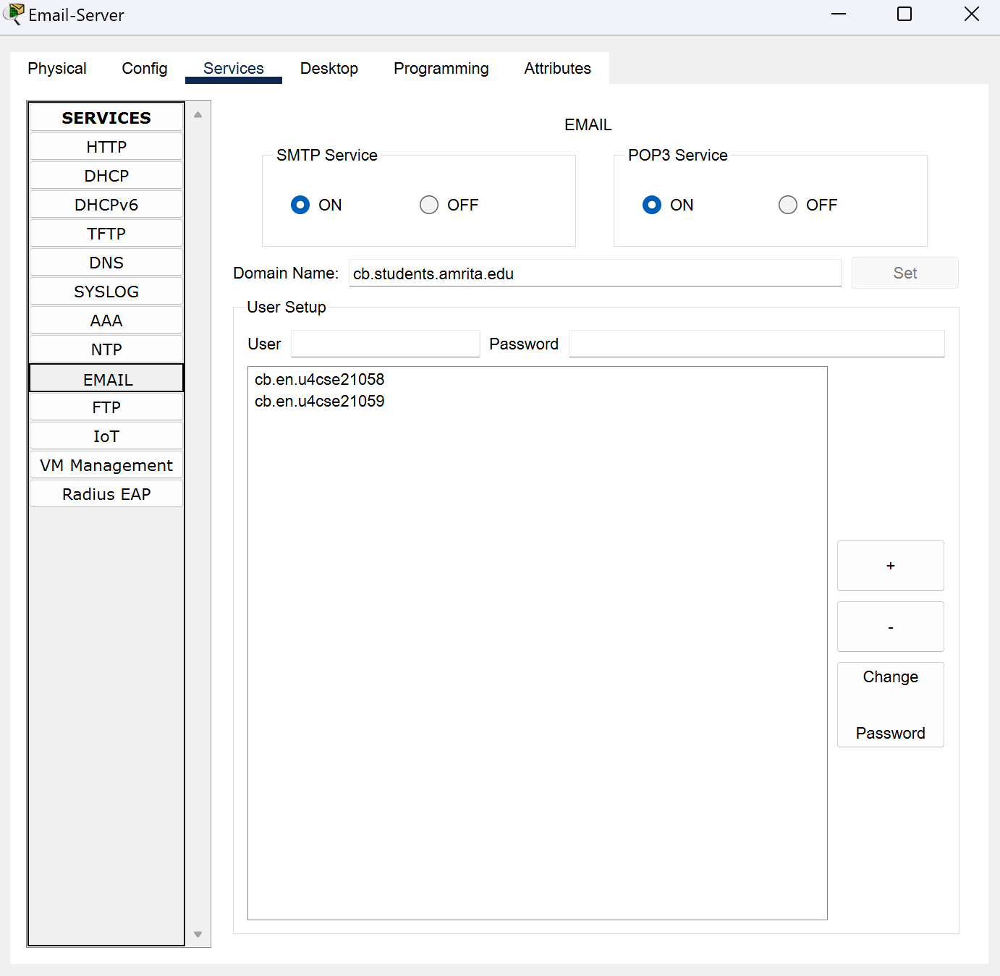 Email-Server
Physical Config Services Desktop Programming Attributes
SERVICES
HTTP
DHCP
DHCPv6
TFTP
DNS
SYSLOG
AAA
NTP
EMAIL
FTP
IoT
VM Management
Radius EAP
EMAIL
SMTP Service
ON OFF
POP3 Service
ON OFF
Domain Name: cb.students.amrita.edu Set
User Setup
User Password
cb.en.u4cse21058
cb.en.u4cse21059
+
-
Change
Password